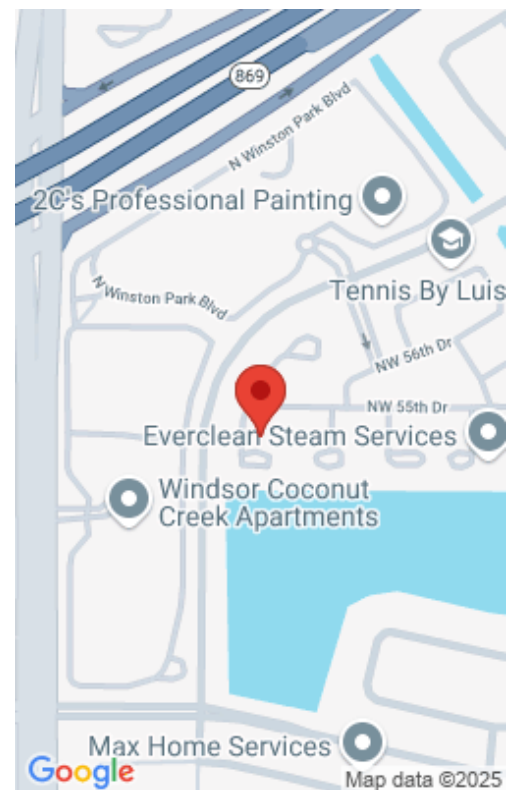 869
N Winston Park Blvd
2C's Professional Painting
Tennis By Luis
N Winston Park Blvd
NW 56th Dr
NW 55th Dr
Everclean Steam Services
Windsor Coconut
Creek Apartments
Max Home Services
Google
Map data ©2025